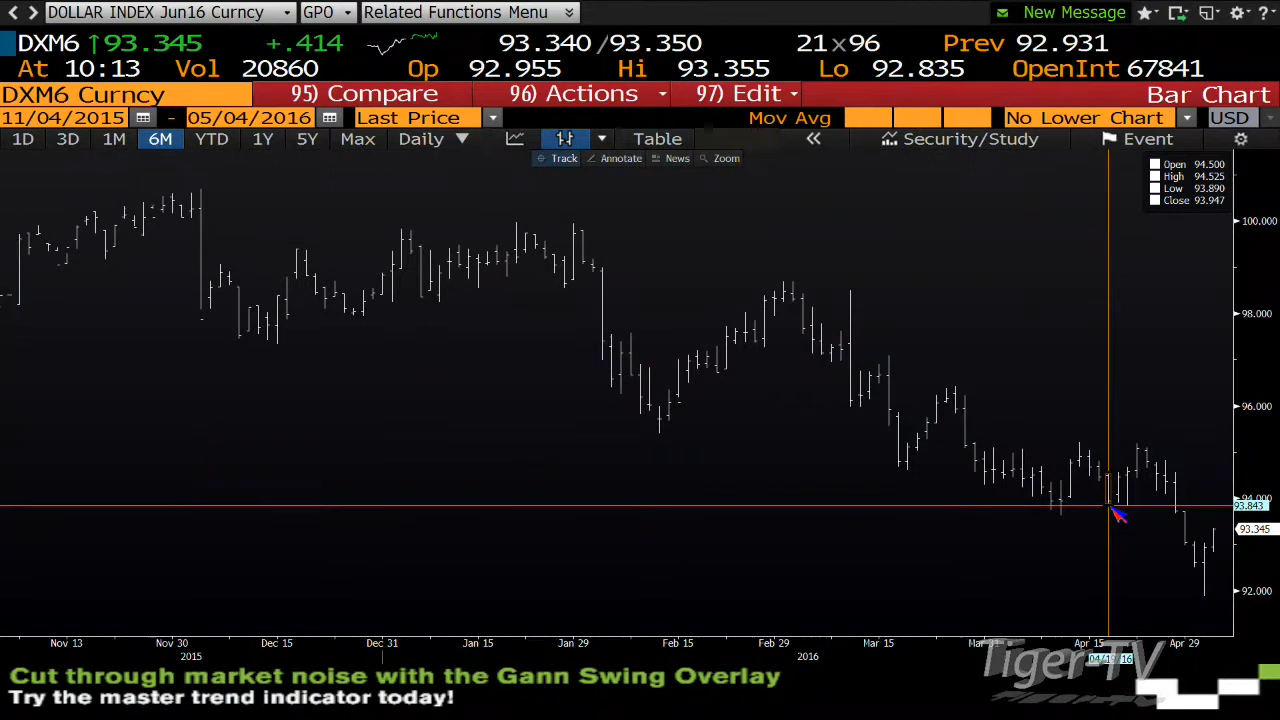 DOLLAR INDEX Jun16 Curncy GPO Related Functions Menu New Message ?
DXM6 ↑93.345 +.414 93.340/93.350 21x96 Prev 92.931
At 10:13 Vol 20860 Op 92.955 Hi 93.355 Lo 92.835 OpenInt 67841
DXM6 Curncy 95) Compare 96) Actions 97) Edit Bar Chart
11/04/2015 - 05/04/2016 Last Price Mov Avg No Lower Chart USD
1D 3D 1M 6M YTD 1Y 5Y Max Daily Table « Security/Study Event
Track Annotate News Zoom
Open 94.500
High 94.525
Low 93.890
Close 93.947
100.000
98.000
96.000
94.000
93.843
93.345
92.000
Nov 13 Nov 30 Dec 15 Dec 31 Jan 15 Jan 29 Feb 15 Feb 29 Mar 15 Mar 31 Apr 15 Apr 29
2015 2016 04/19/16
Tiger-TV
Cut through market noise with the Gann Swing Overlay
Try the master trend indicator today!